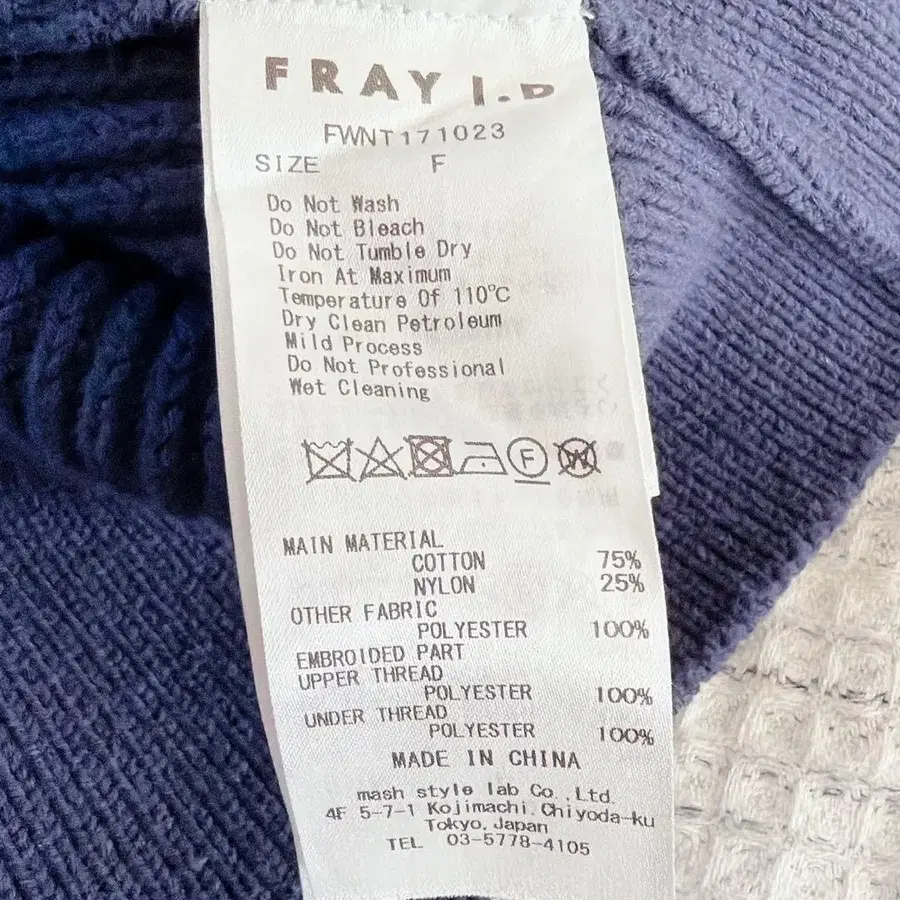 FRAY I.D
FWNT171023
SIZE F
Do Not Wash
Do Not Bleach
Do Not Tumble Dry
Iron At Maximum
Temperature Of 110℃
Dry Clean Petroleum
Mild Process
Do Not Professional
Wet Cleaning
F W
MAIN MATERIAL
COTTON 75%
NYLON 25%
OTHER FABRIC
POLYESTER 100%
EMBROIDED PART
UPPER THREAD
POLYESTER 100%
UNDER THREAD
POLYESTER 100%
MADE IN CHINA
mash style lab Co.,Ltd.
4F 5-7-1 Kojimachi.Chiyoda-ku
Tokyo,Japan
TEL 03-5778-4105